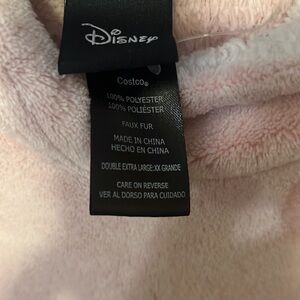 Disney
Costco®
100% POLYESTER
100% POLIÉSTER
FAUX FUR
MADE IN CHINA
HECHO EN CHINA
DOUBLE EXTRA LARGE: XX GRANDE
CARE ON REVERSE
VER AL DORSO PARA CUIDADO